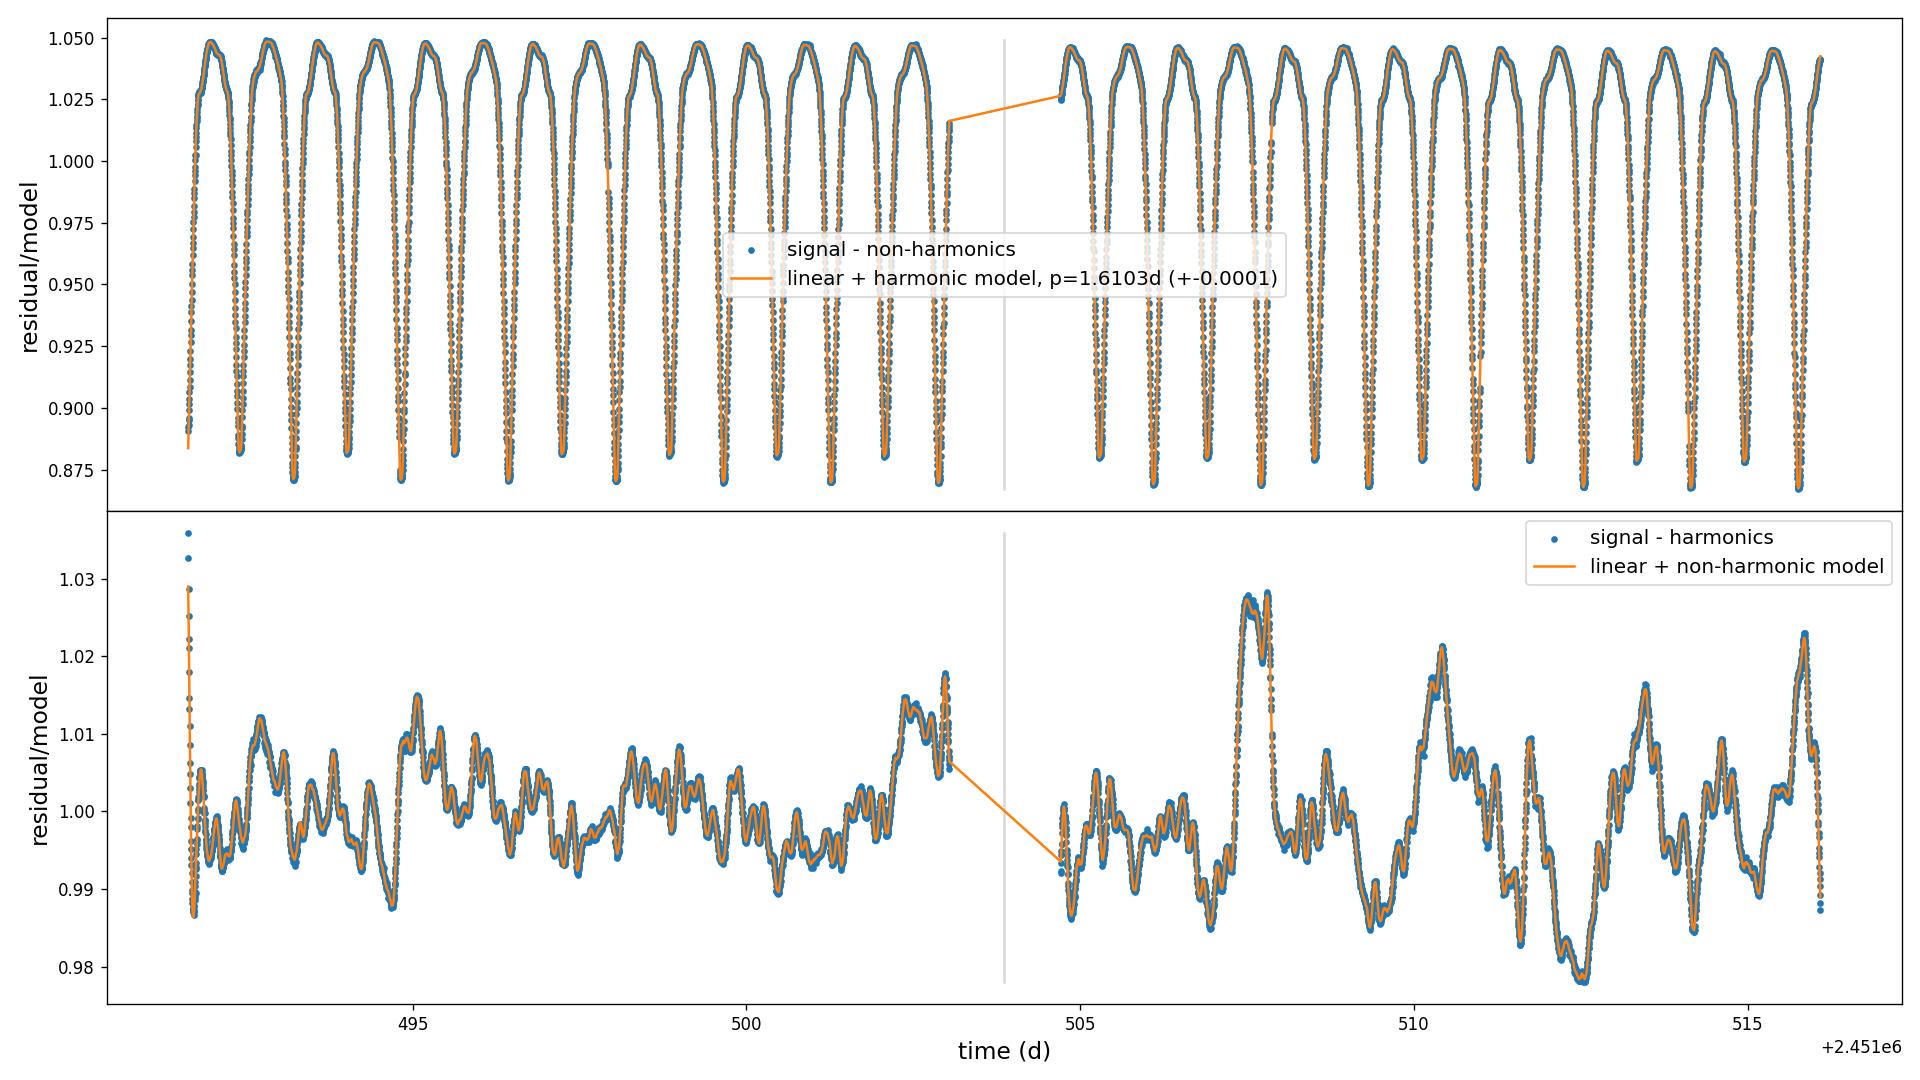 1.050
1.025
1.000
0.975
0.950
0.925
0.900
0.875
residual/model
signal - non-harmonics
linear + harmonic model, p=1.6103d (+-0.0001)
signal - harmonics
linear + non-harmonic model
1.03
1.02
1.01
1.00
0.99
0.98
residual/model
495 500 505 510 515
time (d)
+2.451e6